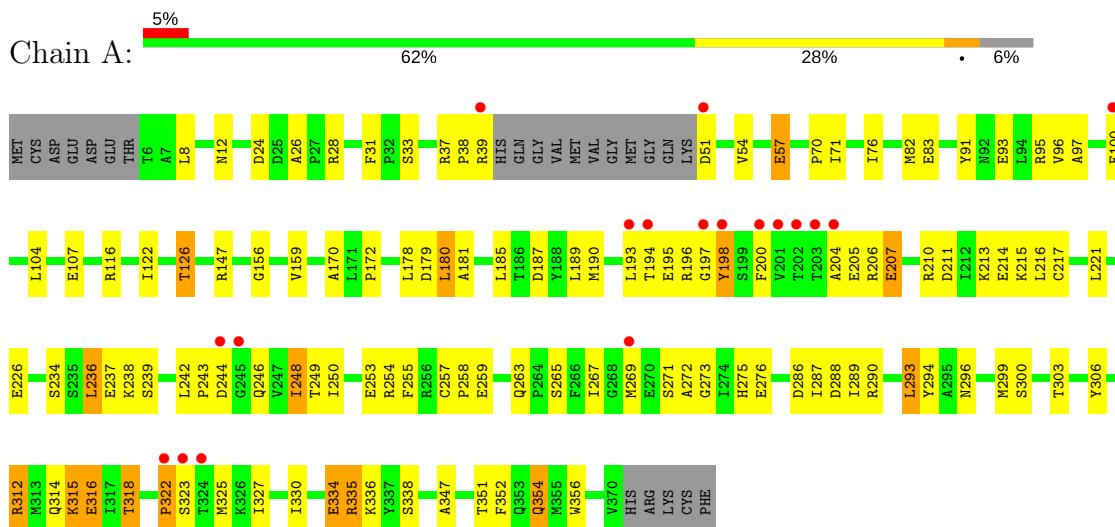 5%
Chain A:
62% 28% • 6%
MET CYS ASP GLU ASP GLU THR T6 A7 L8 N12 D24 D25 A26 P27 R28 F31 P32 S33 R37 P38 R39 HIS GLN GLY VAL MET VAL GLY MET GLY GLN LYS D51 V54 E57 P70 I71 I76 M82 E83 Y91 N92 E93 L94 R95 V96 A97 E100
L104 E107 R116 I122 T126 R147 G156 V159 A170 L171 P172 L178 D179 L180 A181 L185 T186 D187 Y188 L189 M190 L193 T194 E195 R196 G197 Y198 S199 F200 V201 T202 T203 A204 E205 R206 E207 R210 D211 I212 K213 E214 K215 L216 C217 L221
E226 S234 S235 L236 E237 K238 S239 L242 P243 D244 G245 Q246 V247 I248 T249 I250 E253 R254 F255 R256 C257 P258 E259 Q263 P264 S265 F266 I267 G268 M269 E270 S271 A272 G273 I274 H275 E276 D286 I287 D288 I289 R290 L293 Y294 A295 N296 M299 S300 T303 Y306
R312 M313 Q314 K315 E316 I317 T318 P322 S323 T324 M325 K326 I327 I330 E334 R335 K336 Y337 S338 A347 T351 F352 Q353 Q354 M355 W356 V370 HIS ARG LYS CYS PHE